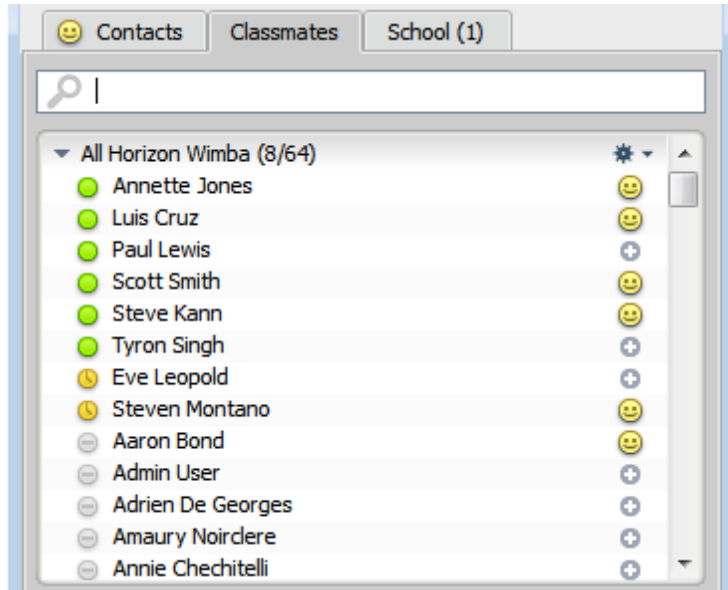 Contacts Classmates School (1)
All Horizon Wimba (8/64)
Annette Jones
Luis Cruz
Paul Lewis
Scott Smith
Steve Kann
Tyron Singh
Eve Leopold
Steven Montano
Aaron Bond
Admin User
Adrien De Georges
Amaury Noirclere
Annie Chechitelli